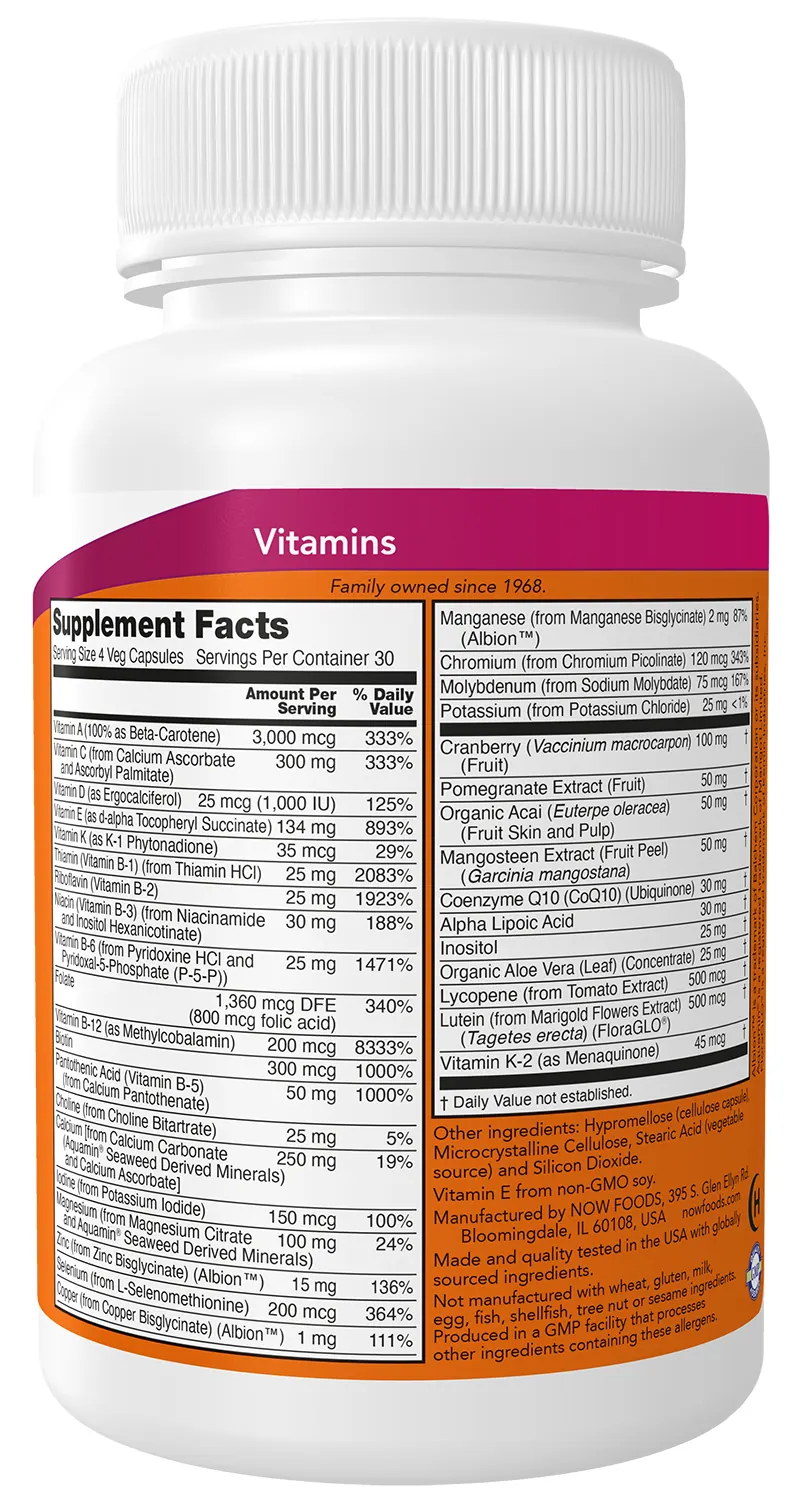 Vitamins
Family owned since 1968.
Supplement Facts
Serving Size 4 Veg Capsules Servings Per Container 30
Amount Per Serving % Daily Value
Vitamin A (100% as Beta-Carotene) 3,000 mcg 333%
Vitamin C (from Calcium Ascorbate
and Ascorbyl Palmitate) 300 mg 333%
Vitamin D (as Ergocalciferol) 25 mcg (1,000 IU) 125%
Vitamin E (as d-alpha Tocopheryl Succinate) 134 mg 893%
Vitamin K (as K-1 Phytonadione) 35 mcg 29%
Thiamin (Vitamin B-1) (from Thiamin HCl) 25 mg 2083%
Riboflavin (Vitamin B-2) 25 mg 1923%
Niacin (Vitamin B-3) (from Niacinamide
and Inositol Hexanicotinate) 30 mg 188%
Vitamin B-6 (from Pyridoxine HCl and
Pyridoxal-5-Phosphate (P-5-P)) 25 mg 1471%
Folate
1,360 mcg DFE
(800 mcg folic acid) 340%
Vitamin B-12 (as Methylcobalamin) 200 mcg 8333%
Biotin 300 mcg 1000%
Pantothenic Acid (Vitamin B-5)
(from Calcium Pantothenate) 50 mg 1000%
Choline (from Choline Bitartrate) 25 mg 5%
Calcium [from Calcium Carbonate
(Aquamin® Seaweed Derived Minerals)
and Calcium Ascorbate] 250 mg 19%
Iodine (from Potassium Iodide) 150 mcg 100%
Magnesium (from Magnesium Citrate
and Aquamin® Seaweed Derived Minerals) 100 mg 24%
Zinc (from Zinc Bisglycinate) (Albion™) 15 mg 136%
Selenium (from L-Selenomethionine) 200 mcg 364%
Copper (from Copper Bisglycinate) (Albion™) 1 mg 111%
Manganese (from Manganese Bisglycinate) 2 mg 87%
(Albion™)
Chromium (from Chromium Picolinate) 120 mcg 343%
Molybdenum (from Sodium Molybdate) 75 mcg 167%
Potassium (from Potassium Chloride) 25 mg <1%
Cranberry (Vaccinium macrocarpon) 100 mg †
(Fruit)
Pomegranate Extract (Fruit) 50 mg †
Organic Acai (Euterpe oleracea) 50 mg †
(Fruit Skin and Pulp)
Mangosteen Extract (Fruit Peel) 50 mg †
(Garcinia mangostana)
Coenzyme Q10 (CoQ10) (Ubiquinone) 30 mg †
Alpha Lipoic Acid 30 mg †
Inositol 25 mg †
Organic Aloe Vera (Leaf) (Concentrate) 25 mg †
Lycopene (from Tomato Extract) 500 mcg †
Lutein (from Marigold Flowers Extract) 500 mcg †
(Tagetes erecta) (FloraGLO®)
Vitamin K-2 (as Menaquinone) 45 mcg †
† Daily Value not established.
Other ingredients: Hypromellose (cellulose capsule),
Microcrystalline Cellulose, Stearic Acid (vegetable
source) and Silicon Dioxide.
Vitamin E from non-GMO soy.
Manufactured by NOW FOODS, 395 S. Glen Ellyn Rd
Bloomingdale, IL 60108, USA nowfoods.com
Made and quality tested in the USA with globally
sourced ingredients.
Not manufactured with wheat, gluten, milk,
egg, fish, shellfish, tree nut or sesame ingredients.
Produced in a GMP facility that processes
other ingredients containing these allergens.